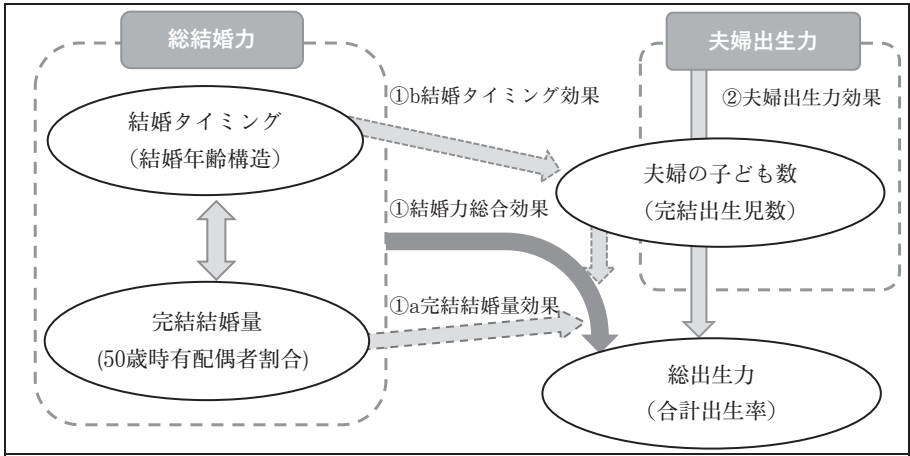 総結婚力
夫婦出生力
①b結婚タイミング効果
②夫婦出生力効果
結婚タイミング
（結婚年齢構造）
夫婦の子ども数
（完結出生児数）
①結婚力総合効果
①a完結結婚量効果
完結結婚量
(50歳時有配偶者割合)
総出生力
（合計出生率）